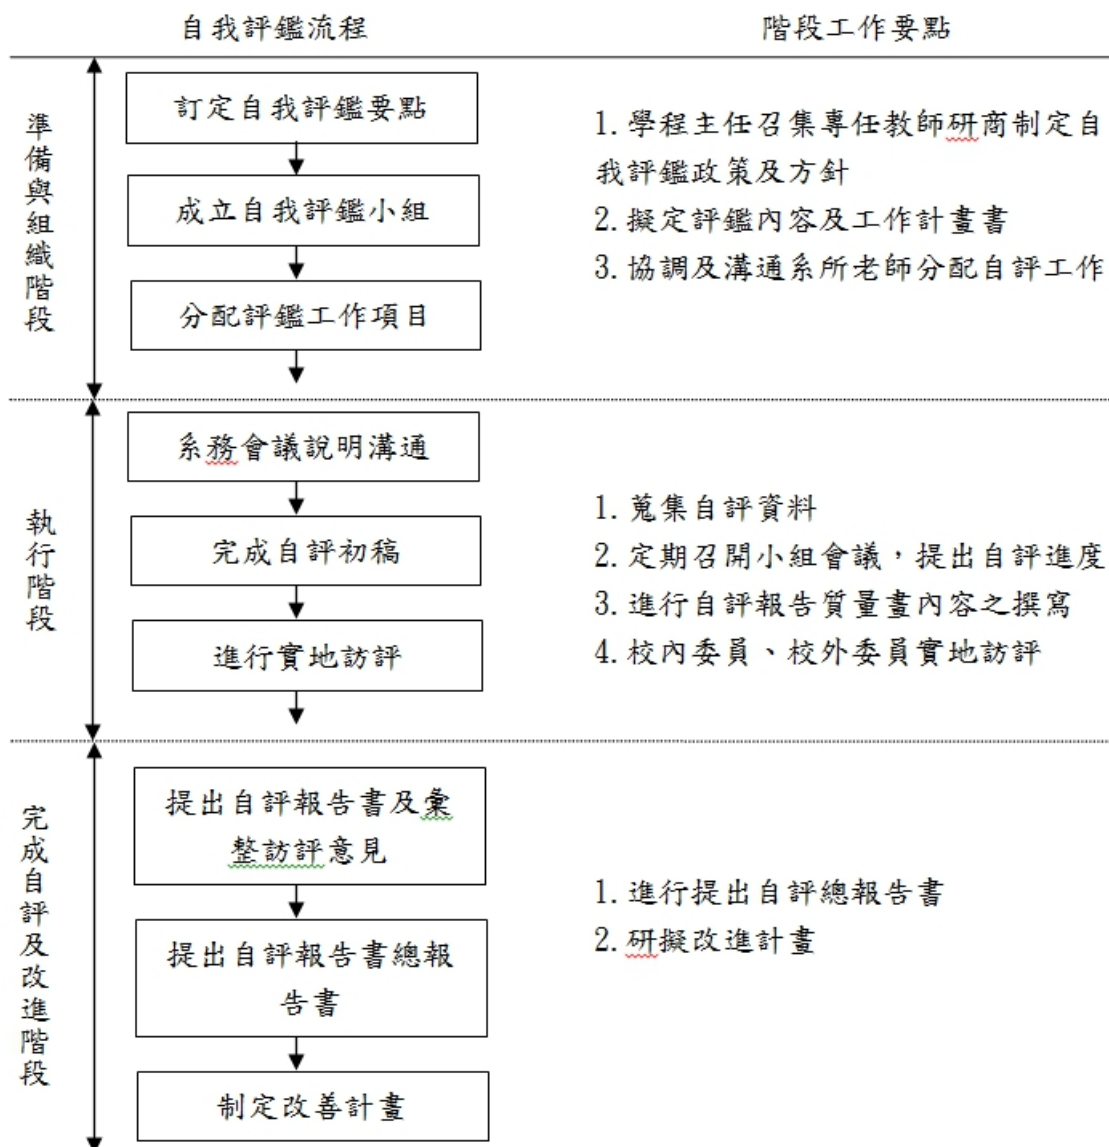 自我評鑑流程
階段工作要點
準備與組織階段
訂定自我評鑑要點
成立自我評鑑小組
分配評鑑工作項目
1.學程主任召集專任教師研商制定自
我評鑑政策及方針
2.擬定評鑑內容及工作計畫書
3.協調及溝通系所老師分配自評工作
執行階段
系務會議說明溝通
完成自評初稿
進行實地訪評
1.蒐集自評資料
2.定期召開小組會議，提出自評進度
3.進行自評報告質量畫內容之撰寫
4.校內委員、校外委員實地訪評
完成自評及改進階段
提出自評報告書及彙
整訪評意見
提出自評報告書總報
告書
制定改善計畫
1.進行提出自評總報告書
2.研擬改進計畫